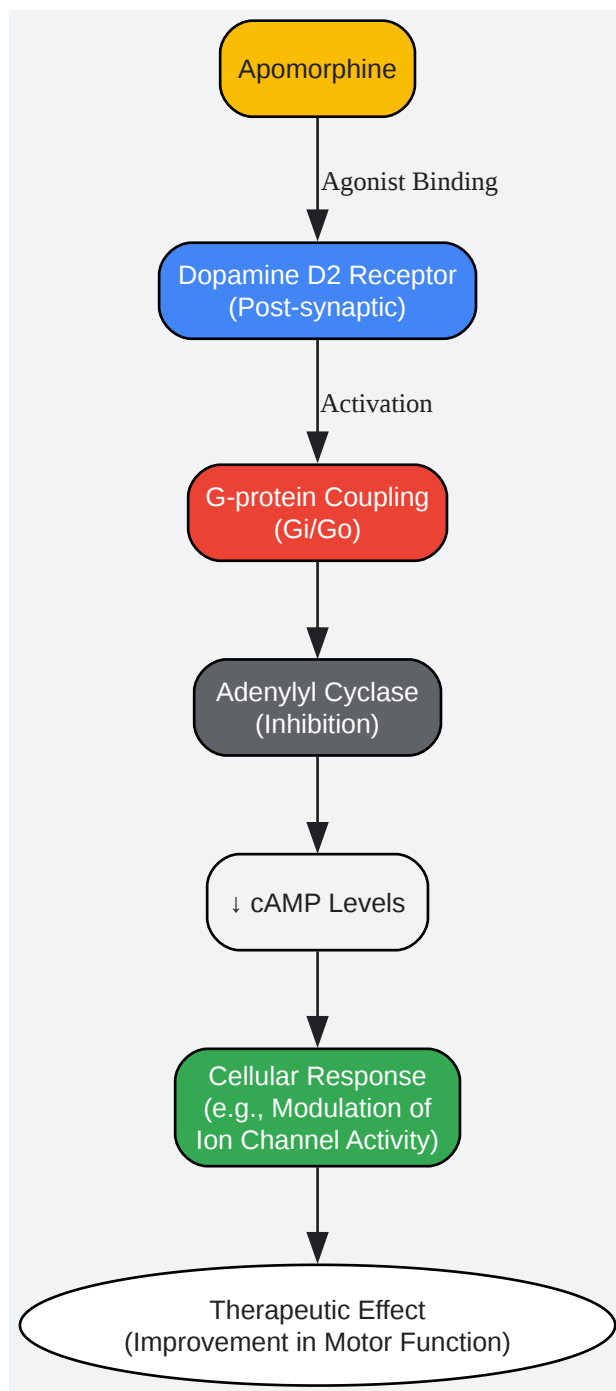 Apomorphine
Agonist Binding
Dopamine D2 Receptor
(Post-synaptic)
Activation
G-protein Coupling
(Gi/Go)
Adenylyl Cyclase
(Inhibition)
↓ cAMP Levels
Cellular Response
(e.g., Modulation of
Ion Channel Activity)
Therapeutic Effect
(Improvement in Motor Function)